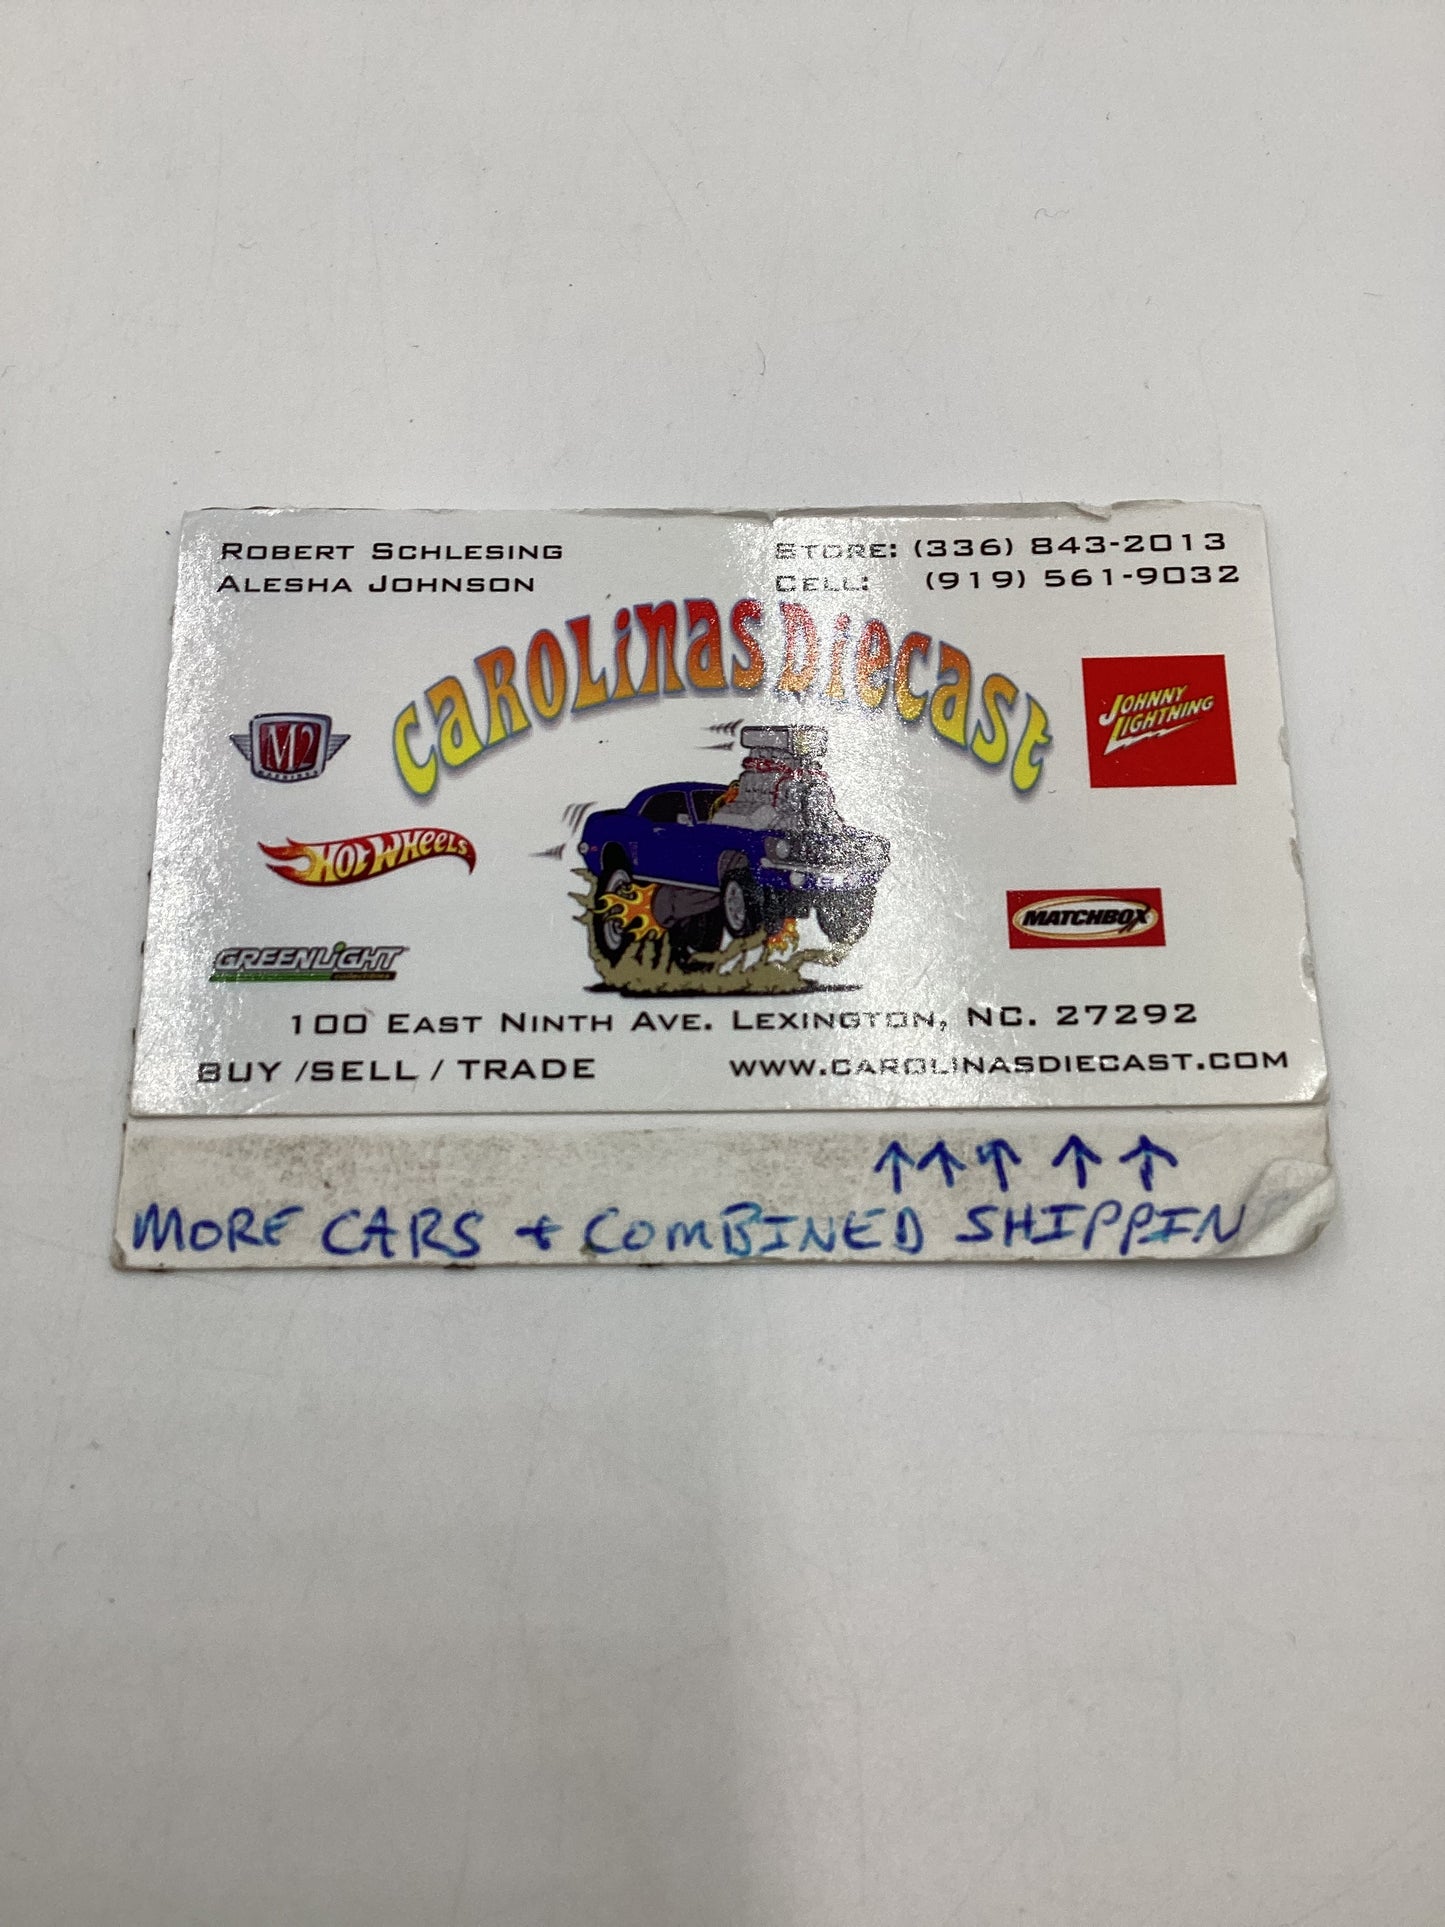 ROBERT SCHLESING
ALESHA JOHNSON
STORE: (336) 843-2013
CELL: (919) 561-9032
CAROLINAS DIECAST
M2
MACHINES
JOHNNY
LIGHTNING
HOT WHEELS
MATCHBOX
GREENLIGHT
collectibles
100 EAST NINTH AVE. LEXINGTON, NC. 27292
BUY /SELL / TRADE
WWW.CAROLINASDIECAST.COM
↑↑↑↑↑
MORE CARS + COMBINED SHIPPIN